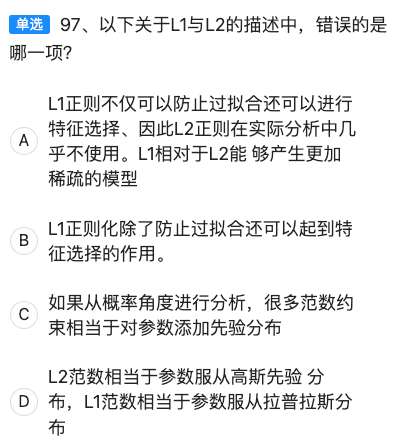 单选 97、以下关于L1与L2的描述中，错误的是
哪一项？
A
L1正则不仅可以防止过拟合还可以进行
特征选择、因此L2正则在实际分析中几
乎不使用。L1相对于L2能 够产生更加
稀疏的模型
B
L1正则化除了防止过拟合还可以起到特
征选择的作用。
C
如果从概率角度进行分析，很多范数约
束相当于对参数添加先验分布
D
L2范数相当于参数服从高斯先验 分
布，L1范数相当于参数服从拉普拉斯分
布